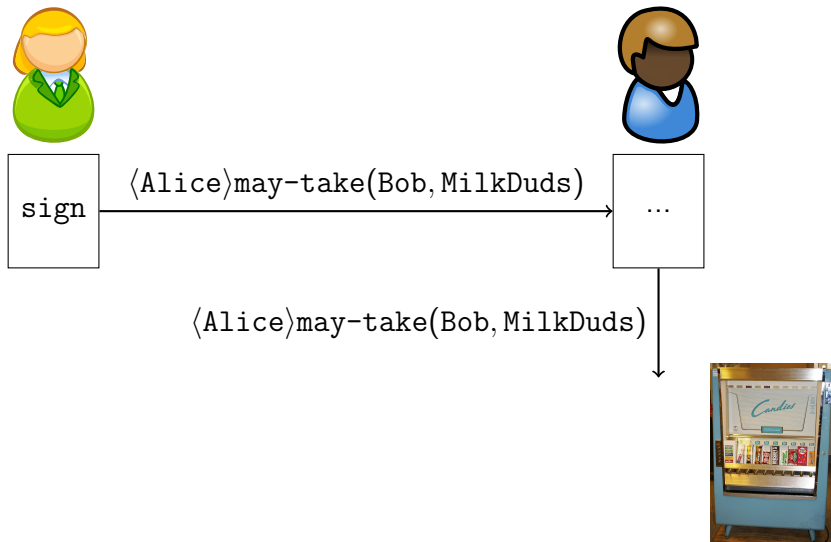 ⟨Alice⟩may-take(Bob, MilkDuds)
sign
...
⟨Alice⟩may-take(Bob, MilkDuds)
Candies